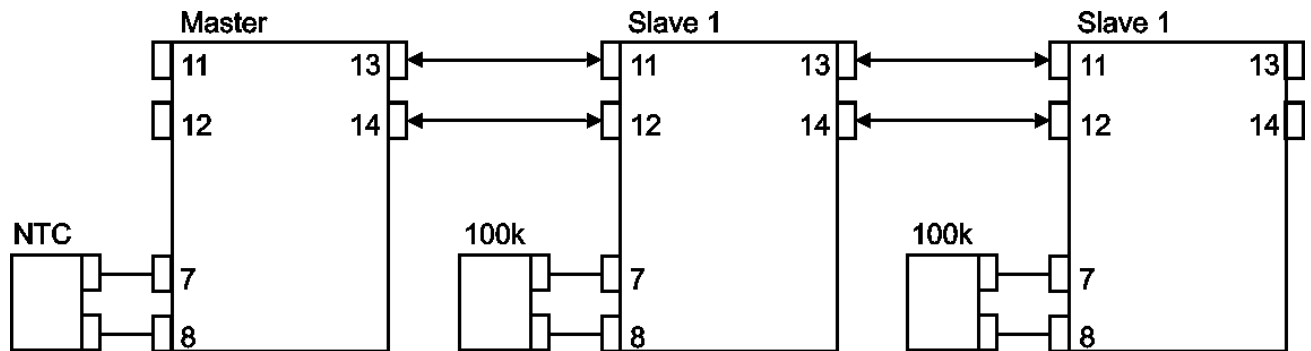 Master Slave 1 Slave 1
11 13 11 13 11 13
12 14 12 14 12 14
NTC 100k 100k
7 7 7
8 8 8